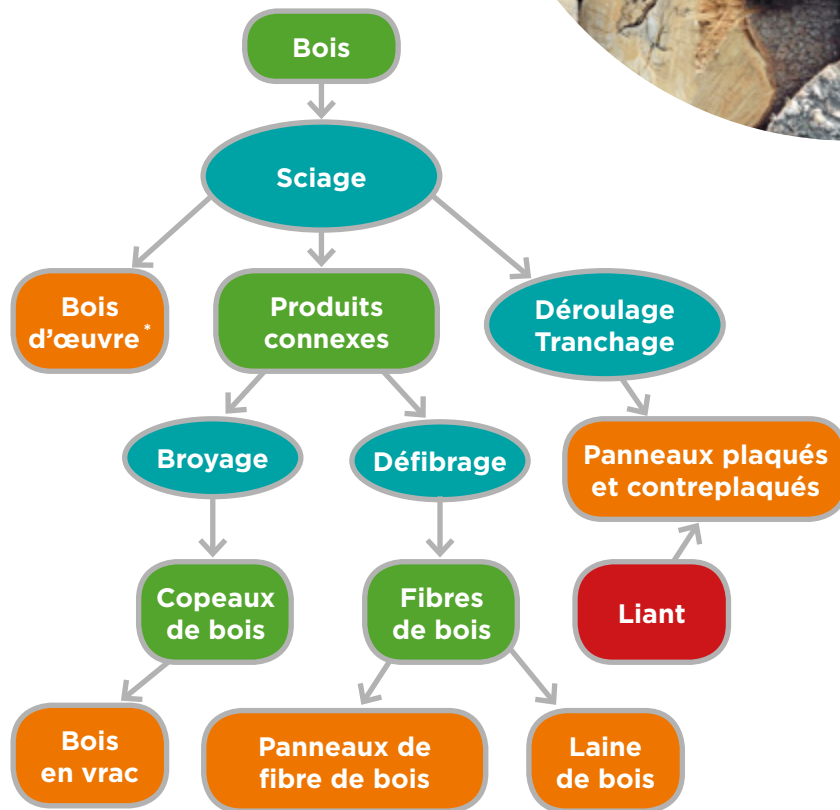 Bois
Sciage
Bois
d'œuvre*
Produits
connexes
Déroulage
Tranchage
Broyage
Défibrage
Panneaux plaqués
et contreplaqués
Copeaux
de bois
Fibres
de bois
Liant
Bois
en vrac
Panneaux de
fibre de bois
Laine
de bois